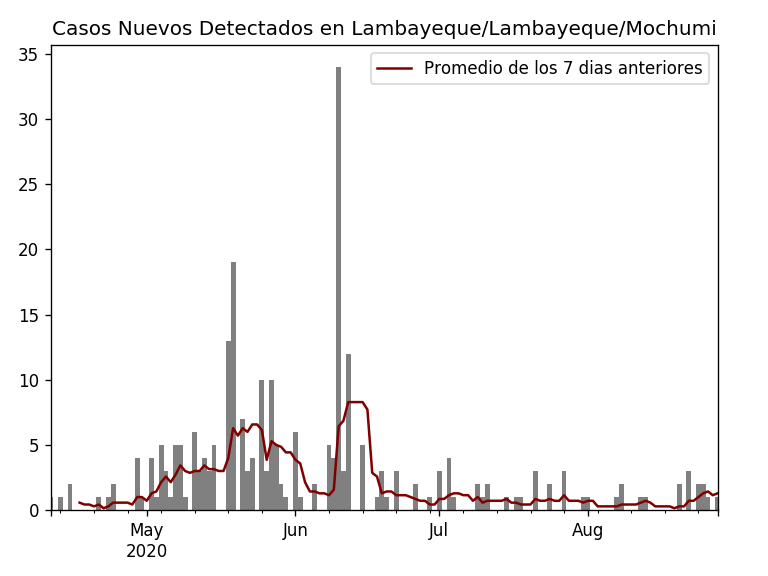 Casos Nuevos Detectados en Lambayeque/Lambayeque/Mochumi
Promedio de los 7 dias anteriores
35
30
25
20
15
10
5
0
May
2020
Jun
Jul
Aug